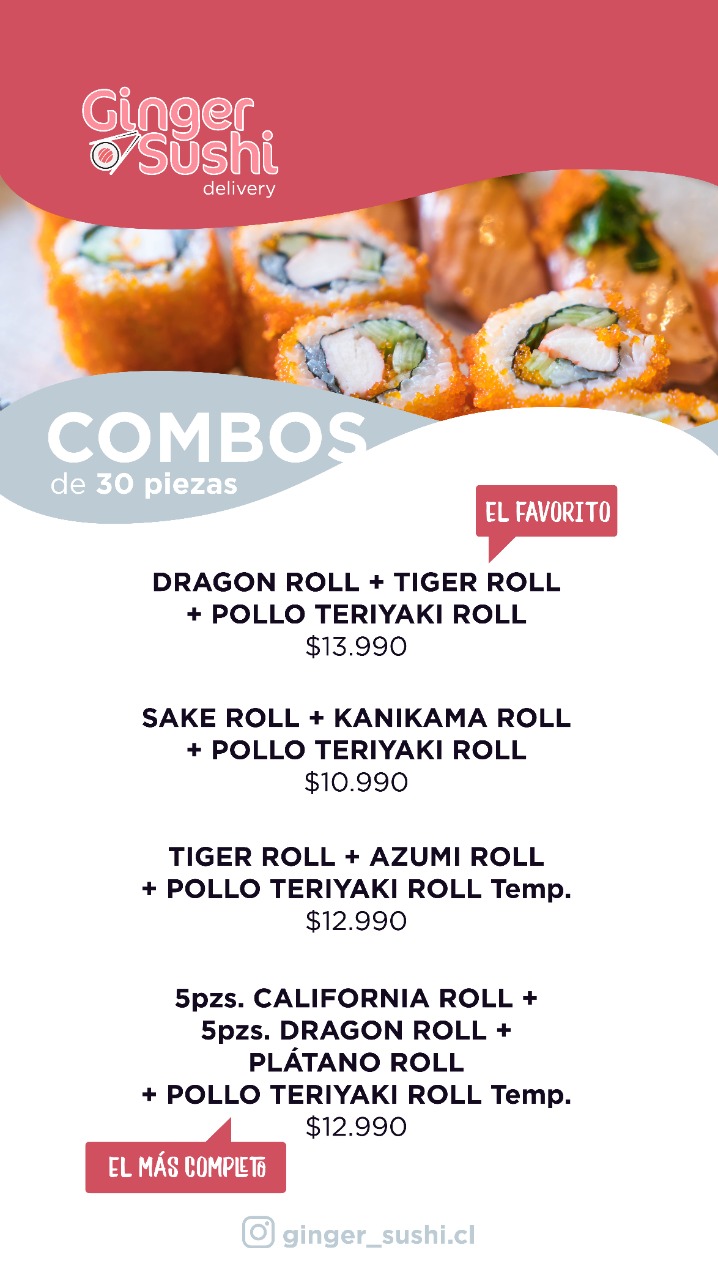 Ginger
Sushi
delivery
COMBOS
de 30 piezas
EL FAVORITO
DRAGON ROLL + TIGER ROLL
+ POLLO TERIYAKI ROLL
$13.990
SAKE ROLL + KANIKAMA ROLL
+ POLLO TERIYAKI ROLL
$10.990
TIGER ROLL + AZUMI ROLL
+ POLLO TERIYAKI ROLL Temp.
$12.990
5pzs. CALIFORNIA ROLL +
5pzs. DRAGON ROLL +
PLÁTANO ROLL
+ POLLO TERIYAKI ROLL Temp.
$12.990
EL MÁS COMPLETO
ginger_sushi.cl